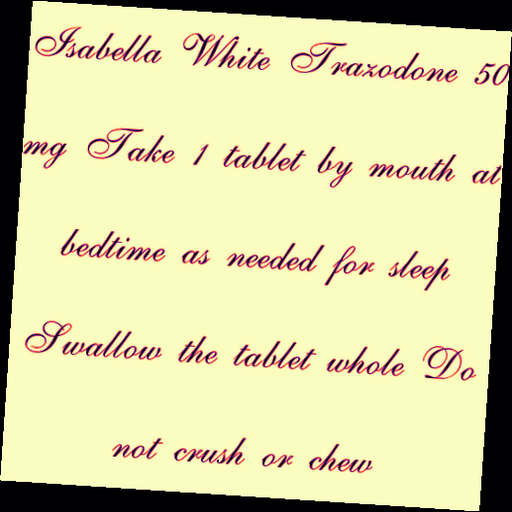 Isabella White Trazodone 50
mg Take 1 tablet by mouth at
bedtime as needed for sleep
Swallow the tablet whole Do
not crush or chew